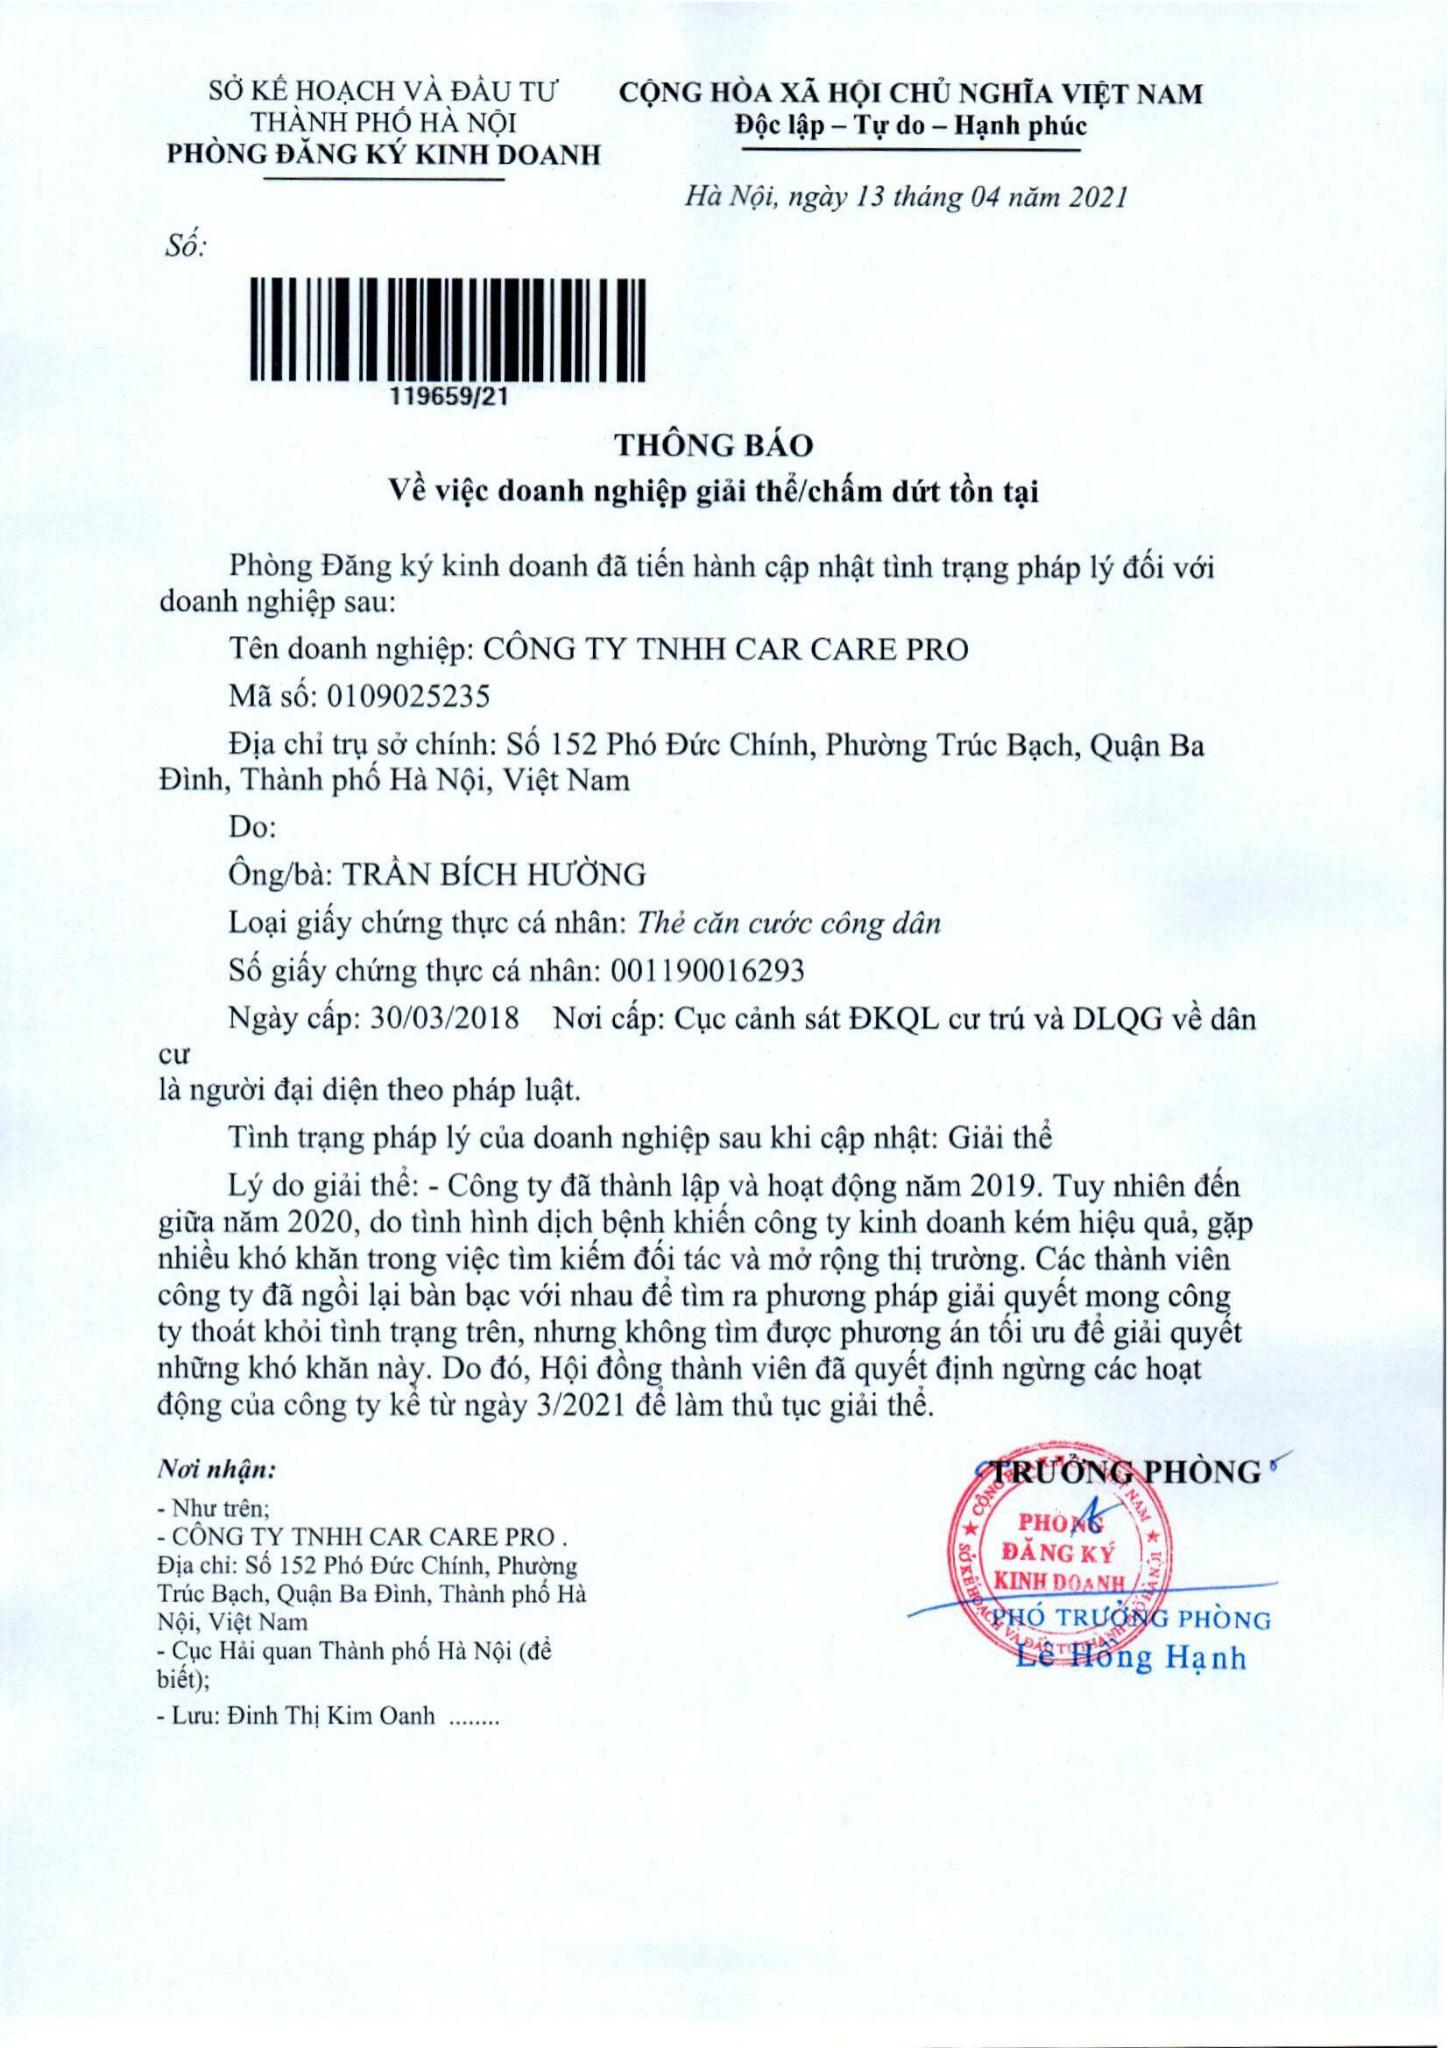 SỞ KẾ HOẠCH VÀ ĐẦU TƯ
THÀNH PHỐ HÀ NỘI
PHÒNG ĐĂNG KÝ KINH DOANH
CỘNG HÒA XÃ HỘI CHỦ NGHĨA VIỆT NAM
Độc lập – Tự do – Hạnh phúc
Hà Nội, ngày 13 tháng 04 năm 2021
Số:
119659/21
THÔNG BÁO
Về việc doanh nghiệp giải thể/chấm dứt tồn tại
Phòng Đăng ký kinh doanh đã tiến hành cập nhật tình trạng pháp lý đối với
doanh nghiệp sau:
Tên doanh nghiệp: CÔNG TY TNHH CAR CARE PRO
Mã số: 0109025235
Địa chỉ trụ sở chính: Số 152 Phó Đức Chính, Phường Trúc Bạch, Quận Ba
Đình, Thành phố Hà Nội, Việt Nam
Do:
Ông/bà: TRẦN BÍCH HƯỜNG
Loại giấy chứng thực cá nhân: Thẻ căn cước công dân
Số giấy chứng thực cá nhân: 001190016293
Ngày cấp: 30/03/2018 Nơi cấp: Cục cảnh sát ĐKQL cư trú và DLQG về dân
cư
là người đại diện theo pháp luật.
Tình trạng pháp lý của doanh nghiệp sau khi cập nhật: Giải thể
Lý do giải thể: - Công ty đã thành lập và hoạt động năm 2019. Tuy nhiên đến
giữa năm 2020, do tình hình dịch bệnh khiến công ty kinh doanh kém hiệu quả, gặp
nhiều khó khăn trong việc tìm kiếm đối tác và mở rộng thị trường. Các thành viên
công ty đã ngồi lại bàn bạc với nhau để tìm ra phương pháp giải quyết mong công
ty thoát khỏi tình trạng trên, nhưng không tìm được phương án tối ưu để giải quyết
những khó khăn này. Do đó, Hội đồng thành viên đã quyết định ngừng các hoạt
động của công ty kể từ ngày 3/2021 để làm thủ tục giải thể.
Nơi nhận:
- Như trên;
- CÔNG TY TNHH CAR CARE PRO .
Địa chỉ: Số 152 Phó Đức Chính, Phường
Trúc Bạch, Quận Ba Đình, Thành phố Hà
Nội, Việt Nam
- Cục Hải quan Thành phố Hà Nội (để
biết);
- Lưu: Đinh Thị Kim Oanh ........
TRƯỞNG PHÒNG
PHÒNG
ĐĂNG KÝ
KINH DOANH
PHÓ TRƯỞNG PHÒNG
Lê Hồng Hạnh